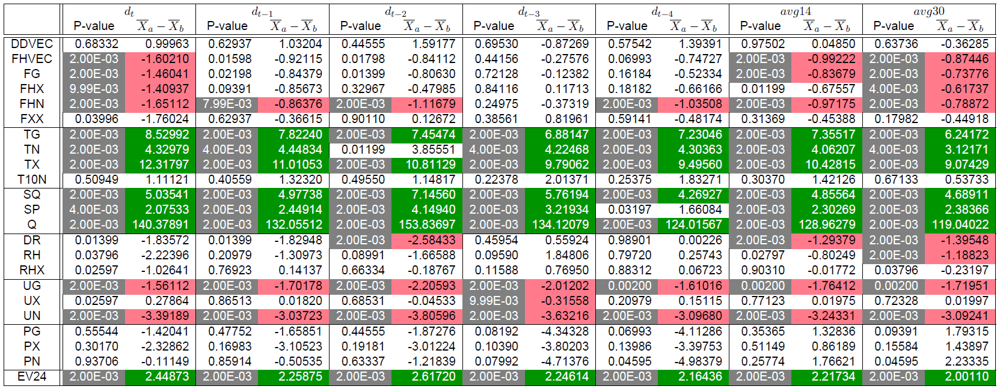 d_t d_{t-1} d_{t-2} d_{t-3} d_{t-4} avg14 avg30
P-value X̅_a − X̅_b P-value X̅_a − X̅_b P-value X̅_a − X̅_b P-value X̅_a − X̅_b P-value X̅_a − X̅_b P-value X̅_a − X̅_b P-value X̅_a − X̅_b
DDVEC 0.68332 0.99963 0.62937 1.03204 0.44555 1.59177 0.69530 -0.87269 0.57542 1.39391 0.97502 0.04850 0.63736 -0.36285
FHVEC 2.00E-03 -1.60210 0.01598 -0.92115 0.01798 -0.84112 0.44156 -0.27576 0.06993 -0.74727 2.00E-03 -0.99222 2.00E-03 -0.87446
FG 2.00E-03 -1.46041 0.02198 -0.84379 0.01399 -0.80630 0.72128 -0.12382 0.16184 -0.52334 2.00E-03 -0.83679 2.00E-03 -0.73776
FHX 9.99E-03 -1.40937 0.09391 -0.85673 0.32967 -0.47985 0.84116 0.11713 0.18182 -0.66166 0.01199 -0.67557 4.00E-03 -0.61737
FHN 2.00E-03 -1.65112 7.99E-03 -0.86376 2.00E-03 -1.11679 0.24975 -0.37319 2.00E-03 -1.03508 2.00E-03 -0.97175 2.00E-03 -0.78872
FXX 0.03996 -1.76024 0.62937 -0.36615 0.90110 0.12672 0.38561 0.81961 0.59141 -0.48174 0.31369 -0.45388 0.17982 -0.44918
TG 2.00E-03 8.52992 2.00E-03 7.82240 2.00E-03 7.45474 2.00E-03 6.88147 2.00E-03 7.23046 2.00E-03 7.35517 2.00E-03 6.24172
TN 2.00E-03 4.32979 4.00E-03 4.44834 0.01199 3.85551 4.00E-03 4.22468 4.00E-03 4.30363 2.00E-03 4.06207 4.00E-03 3.12171
TX 2.00E-03 12.31797 2.00E-03 11.01053 2.00E-03 10.81129 2.00E-03 9.79062 2.00E-03 9.49560 2.00E-03 10.42815 2.00E-03 9.07429
T10N 0.50949 1.11121 0.40559 1.32320 0.49550 1.14817 0.22378 2.01371 0.25375 1.83271 0.30370 1.42126 0.67133 0.53733
SQ 2.00E-03 5.03541 2.00E-03 4.97738 2.00E-03 7.14560 2.00E-03 5.76194 2.00E-03 4.26927 2.00E-03 4.85564 2.00E-03 4.68911
SP 4.00E-03 2.07533 2.00E-03 2.44914 2.00E-03 4.14940 2.00E-03 3.21934 0.03197 1.66084 2.00E-03 2.30269 2.00E-03 2.38366
Q 2.00E-03 140.37891 2.00E-03 132.05512 2.00E-03 153.83697 2.00E-03 134.12079 2.00E-03 124.01567 2.00E-03 128.96279 2.00E-03 119.04022
DR 0.01399 -1.83572 0.01399 -1.82948 2.00E-03 -2.58433 0.45954 0.55924 0.98901 0.00226 2.00E-03 -1.29379 2.00E-03 -1.39548
RH 0.03796 -2.22396 0.20979 -1.30973 0.08991 -1.66588 0.09590 1.84806 0.79720 0.25743 0.02797 -0.80249 2.00E-03 -1.18823
RHX 0.02597 -1.02641 0.76923 0.14137 0.66334 -0.18767 0.11588 0.76950 0.88312 0.06723 0.90310 -0.01772 0.03796 -0.23197
UG 2.00E-03 -1.56112 2.00E-03 -1.70178 2.00E-03 -2.20593 2.00E-03 -2.01202 0.00200 -1.61016 0.00200 -1.76412 0.00200 -1.71951
UX 0.02597 0.27864 0.86513 0.01820 0.68531 -0.04533 9.99E-03 -0.31558 0.20979 0.15115 0.77123 0.01975 0.72328 0.01997
UN 2.00E-03 -3.39189 2.00E-03 -3.03723 2.00E-03 -3.80596 2.00E-03 -3.63216 2.00E-03 -3.09680 2.00E-03 -3.24331 2.00E-03 -3.09241
PG 0.55544 -1.42041 0.47752 -1.65851 0.44555 -1.87276 0.08192 -4.34328 0.06993 -4.11286 0.35365 1.32836 0.09391 1.79315
PX 0.30170 -2.32862 0.16983 -3.10523 0.19181 -3.01224 0.10390 -3.80203 0.13986 -3.39753 0.51149 0.86189 0.15584 1.43897
PN 0.93706 -0.11149 0.85914 -0.50535 0.63337 -1.21839 0.07992 -4.71376 0.04595 -4.98379 0.25774 1.76621 0.04595 2.23335
EV24 2.00E-03 2.44873 2.00E-03 2.25875 2.00E-03 2.61720 2.00E-03 2.24614 2.00E-03 2.16436 2.00E-03 2.21734 2.00E-03 2.00110